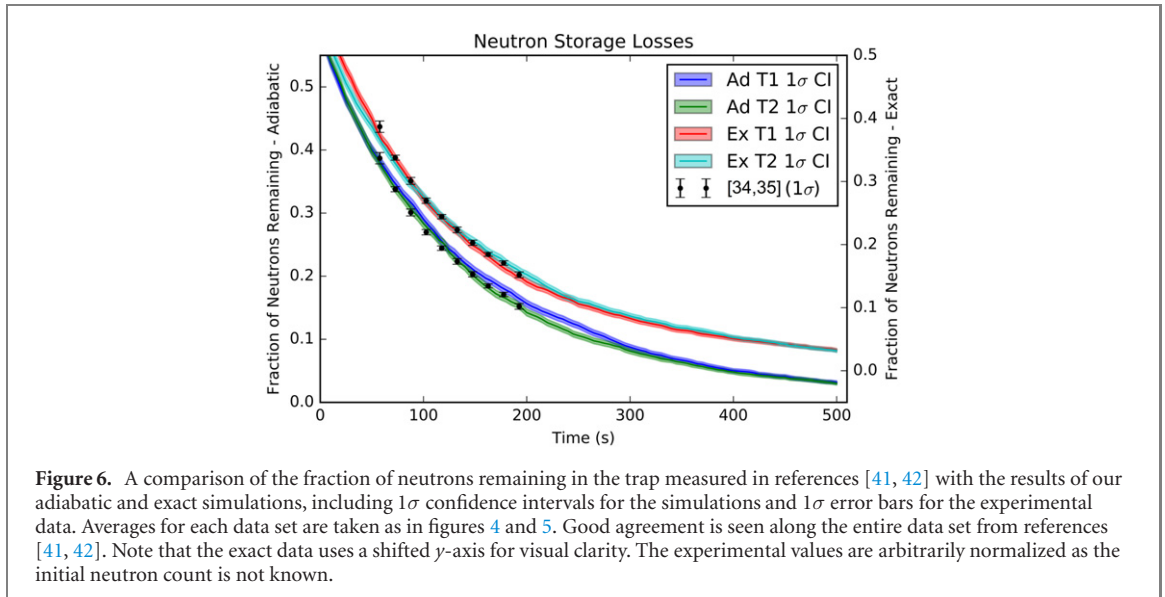 Neutron Storage Losses
Fraction of Neutrons Remaining - Adiabatic
0.5
0.4
0.3
0.2
0.1
0.0
0
100
200
300
400
500
Time (s)
0.5
0.4
0.3
0.2
0.1
0.0
Fraction of Neutrons Remaining - Exact
Ad T1 1σ CI
Ad T2 1σ CI
Ex T1 1σ CI
Ex T2 1σ CI
[34,35] (1σ)
Figure 6. A comparison of the fraction of neutrons remaining in the trap measured in references [41, 42] with the results of our
adiabatic and exact simulations, including 1σ confidence intervals for the simulations and 1σ error bars for the experimental
data. Averages for each data set are taken as in figures 4 and 5. Good agreement is seen along the entire data set from references
[41, 42]. Note that the exact data uses a shifted y-axis for visual clarity. The experimental values are arbitrarily normalized as the
initial neutron count is not known.